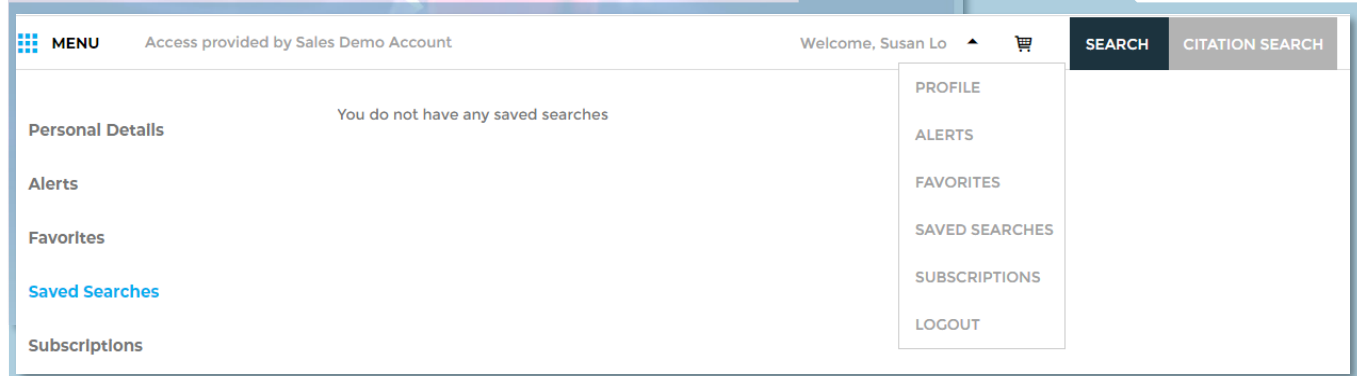 MENU
Access provided by Sales Demo Account
Welcome, Susan Lo
SEARCH
CITATION SEARCH
Personal Details
Alerts
Favorites
Saved Searches
Subscriptions
You do not have any saved searches
PROFILE
ALERTS
FAVORITES
SAVED SEARCHES
SUBSCRIPTIONS
LOGOUT